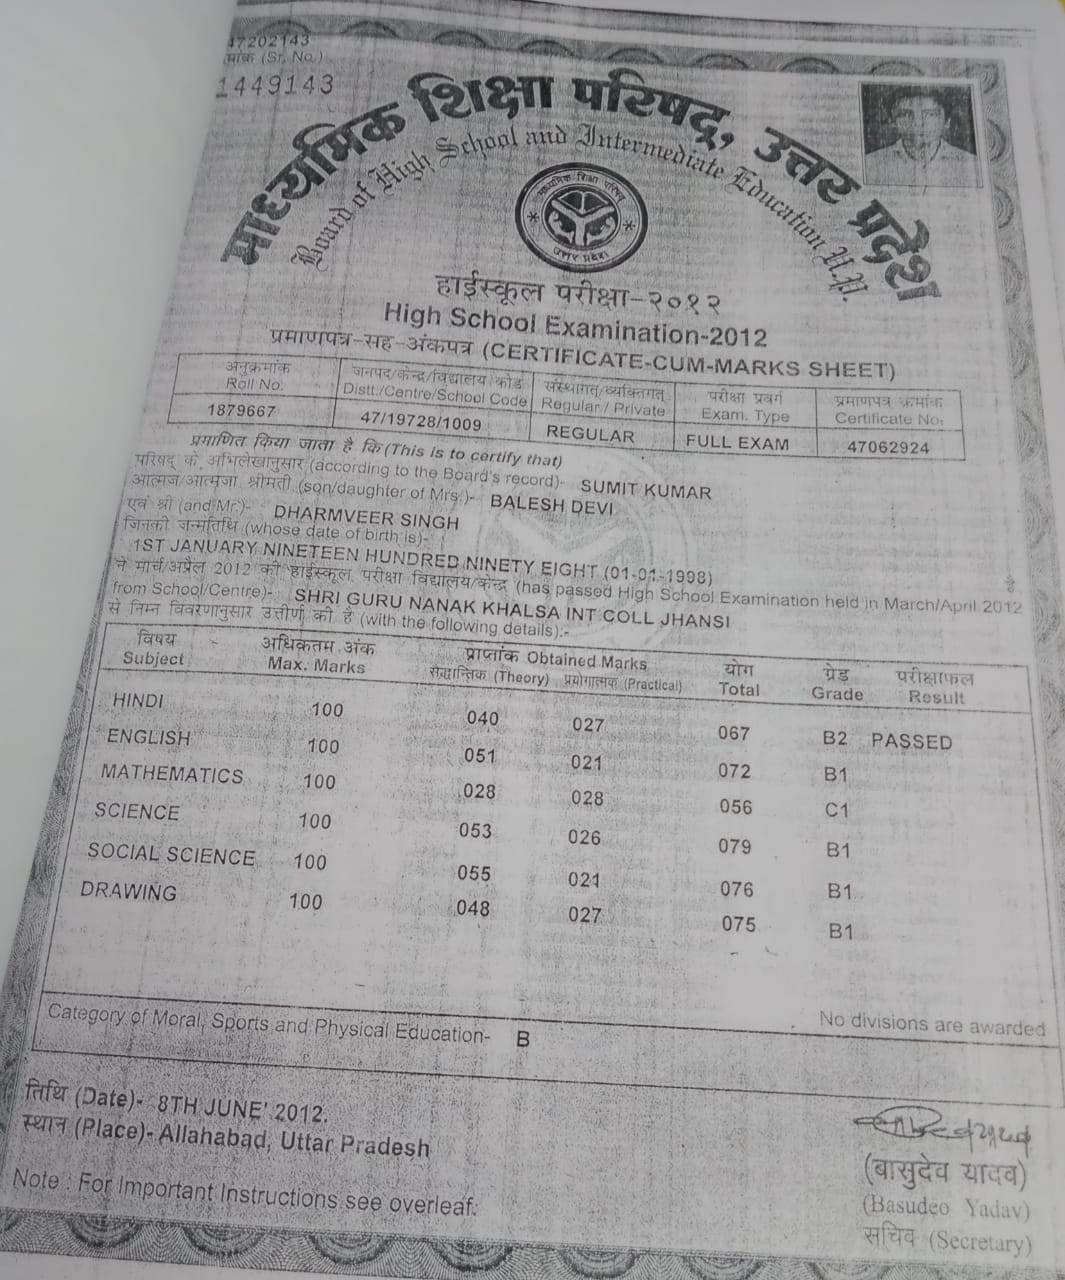 47202143
मांक (Sr. No.)
1449143
माध्यमिक शिक्षा परिषद्, उत्तर प्रदेश
Board of High School and Intermediate Education U.P.
माध्यमिक शिक्षा परिषद्
उत्तर प्रदेश
हाईस्कूल परीक्षा-२०१२
High School Examination-2012
प्रमाणपत्र-सह-अंकपत्र (CERTIFICATE-CUM-MARKS SHEET)
अनुक्रमांक जनपद/केन्द्र/विद्यालय कोड संस्थागत/व्यक्तिगत परीक्षा प्रवर्ग प्रमाणपत्र क्रमांक
Roll No. Distt./Centre/School Code Regular / Private Exam. Type Certificate No.
1879667 47/19728/1009 REGULAR FULL EXAM 47062924
प्रमाणित किया जाता है कि (This is to certify that)
परिषद् के अभिलेखानुसार (according to the Board's record)- SUMIT KUMAR
आत्मज/आत्मजा श्रीमती (son/daughter of Mrs.)- BALESH DEVI
एवं श्री (and Mr.)- DHARMVEER SINGH
जिनकी जन्मतिथि (whose date of birth is)-
1ST JANUARY NINETEEN HUNDRED NINETY EIGHT (01-01-1998) है
ने मार्च/अप्रैल 2012 की हाईस्कूल परीक्षा विद्यालय/केन्द्र (has passed High School Examination held in March/April 2012
from School/Centre)- SHRI GURU NANAK KHALSA INT COLL JHANSI
से निम्न विवरणानुसार उत्तीर्ण की है (with the following details):-
विषय अधिकतम अंक प्राप्तांक Obtained Marks योग ग्रेड परीक्षाफल
Subject Max. Marks सैद्धान्तिक (Theory) प्रयोगात्मक (Practical) Total Grade Result
HINDI 100 040 027 067 B2 PASSED
ENGLISH 100 051 021 072 B1
MATHEMATICS 100 028 028 056 C1
SCIENCE 100 053 026 079 B1
SOCIAL SCIENCE 100 055 021 076 B1
DRAWING 100 048 027 075 B1
No divisions are awarded
Category of Moral, Sports and Physical Education- B
तिथि (Date)- 8TH JUNE' 2012.
स्थान (Place)- Allahabad, Uttar Pradesh
(बासुदेव यादव)
(Basudeo Yadav)
सचिव (Secretary)
Note : For Important Instructions see overleaf.